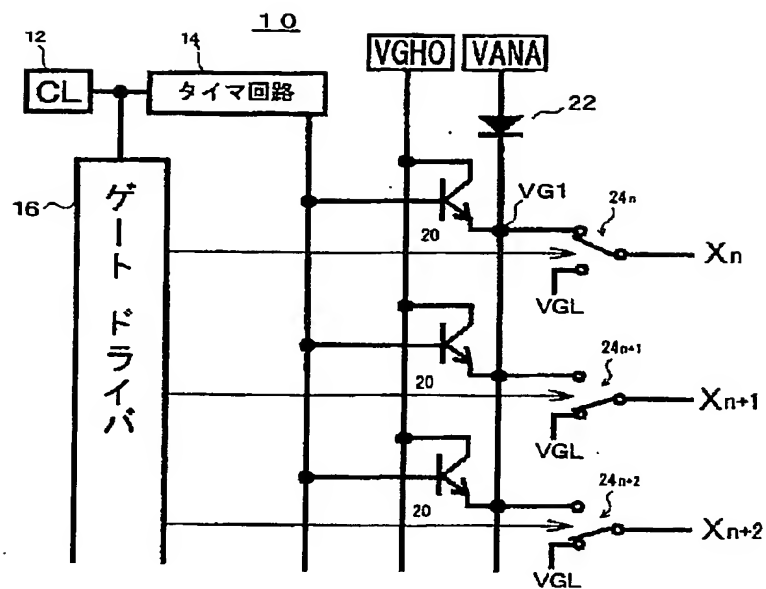 10
12
14
CL
タイマ回路
VGHO
VANA
22
16
ゲート ドライバ
20
VG1
24n
Xn
VGL
20
24n+1
Xn+1
VGL
20
24n+2
Xn+2
VGL